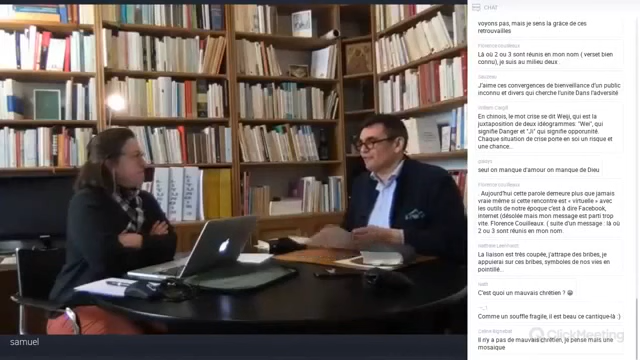 CHAT
voyons pas, mais je sens la grâce de ces
retrouvailles
Florence couilleaux
Là où 2 ou 3 sont réunis en mon nom ( verset bien
connu), je suis au milieu deux .
J'aime ces convergences de bienveillance d'un public
inconnu et divers qui cherche l'unite Dans l'adversité
En chinois, le mot crise se dit Weiji, qui est la
juxtaposition de deux idéogrammes. "Wei", qui
signifie Danger et "Ji" qui signifie opporunité.
Chaque situation de crise porte en soi un risque et
une chance...
seul on manque d'amour on manque de Dieu
Florence couilleaux
Aujourd'hui cette parole demeure plus que jamais
vraie même si cette rencontre est « virtuelle » avec
les outils de notre époque c'est à dire Facebook,
internet (désolée mais mon message est parti trop
vite. Florence Couilleaux ( suite d'un message : là où
2 ou 3 sont réunis en mon nom.
La liaison est très coupée, j'attrape des bribes, je
appuierai sur ces bribes, symboles de nos vies en
pointillé...
C'est quoi un mauvais chrétien ? 😀
Comme un souffle fragile, il est beau ce cantique-là :)
Il n'y a pas de mauvais chrétien, je pense mais une
mosaïque
ClickMeeting
samuel